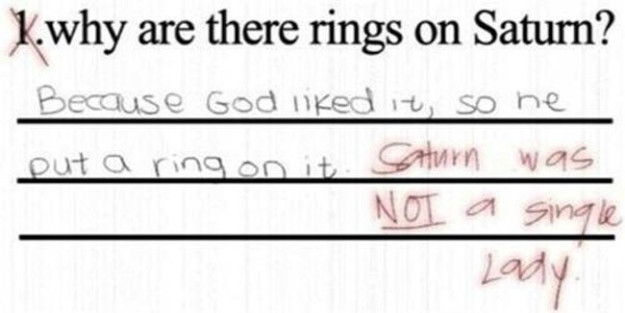 1.why are there rings on Saturn?
Because God liked it, so he
put a ring on it. Saturn was
NOT a single
Lady.